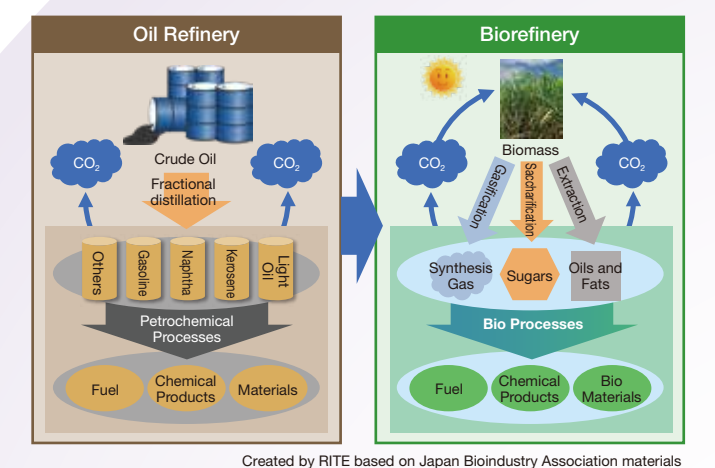 Oil Refinery
Crude Oil
CO₂
CO₂
Fractional
distillation
Others
Gasoline
Naphtha
Kerosene
Light
Oil
Petrochemical
Processes
Fuel
Chemical
Products
Materials
Biorefinery
Biomass
CO₂
CO₂
Gasification
Saccharification
Extraction
Synthesis
Gas
Sugars
Oils and
Fats
Bio Processes
Fuel
Chemical
Products
Bio
Materials
Created by RITE based on Japan Bioindustry Association materials